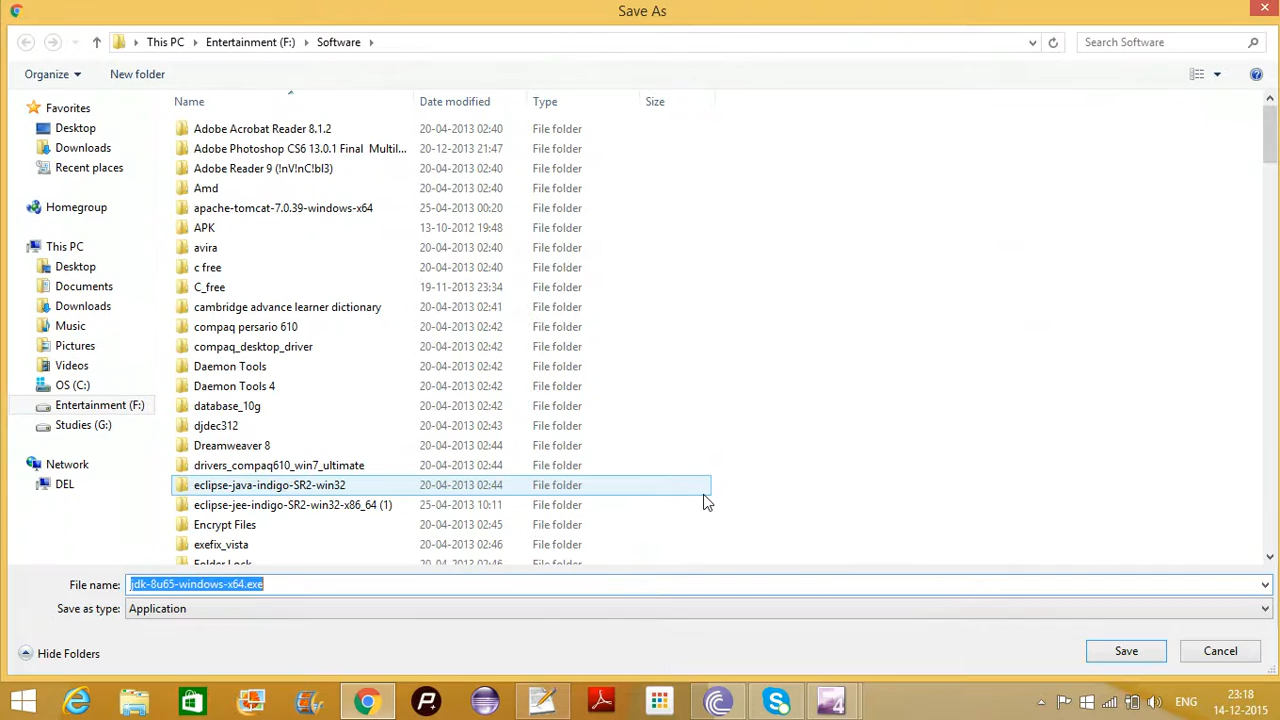 Save As
This PC Entertainment (F:) Software
Search Software
Organize New folder
Name Date modified Type Size
Favorites
Desktop
Downloads
Recent places
Homegroup
This PC
Desktop
Documents
Downloads
Music
Pictures
Videos
OS (C:)
Entertainment (F:)
Studies (G:)
Network
DEL
Adobe Acrobat Reader 8.1.2 20-04-2013 02:40 File folder
Adobe Photoshop CS6 13.0.1 Final Multil... 20-12-2013 21:47 File folder
Adobe Reader 9 (!nV!nC!bl3) 20-04-2013 02:40 File folder
Amd 20-04-2013 02:40 File folder
apache-tomcat-7.0.39-windows-x64 25-04-2013 00:20 File folder
APK 13-10-2012 19:48 File folder
avira 20-04-2013 02:40 File folder
c free 20-04-2013 02:40 File folder
C_free 19-11-2013 23:34 File folder
cambridge advance learner dictionary 20-04-2013 02:41 File folder
compaq persario 610 20-04-2013 02:42 File folder
compaq_desktop_driver 20-04-2013 02:42 File folder
Daemon Tools 20-04-2013 02:42 File folder
Daemon Tools 4 20-04-2013 02:42 File folder
database_10g 20-04-2013 02:42 File folder
djdec312 20-04-2013 02:43 File folder
Dreamweaver 8 20-04-2013 02:44 File folder
drivers_compaq610_win7_ultimate 20-04-2013 02:44 File folder
eclipse-java-indigo-SR2-win32 20-04-2013 02:44 File folder
eclipse-jee-indigo-SR2-win32-x86_64 (1) 25-04-2013 10:11 File folder
Encrypt Files 20-04-2013 02:45 File folder
exefix_vista 20-04-2013 02:46 File folder
Folder Lock 20-04-2013 02:46 File folder
File name: jdk-8u65-windows-x64.exe
Save as type: Application
Hide Folders Save Cancel
ENG 23:18
14-12-2015